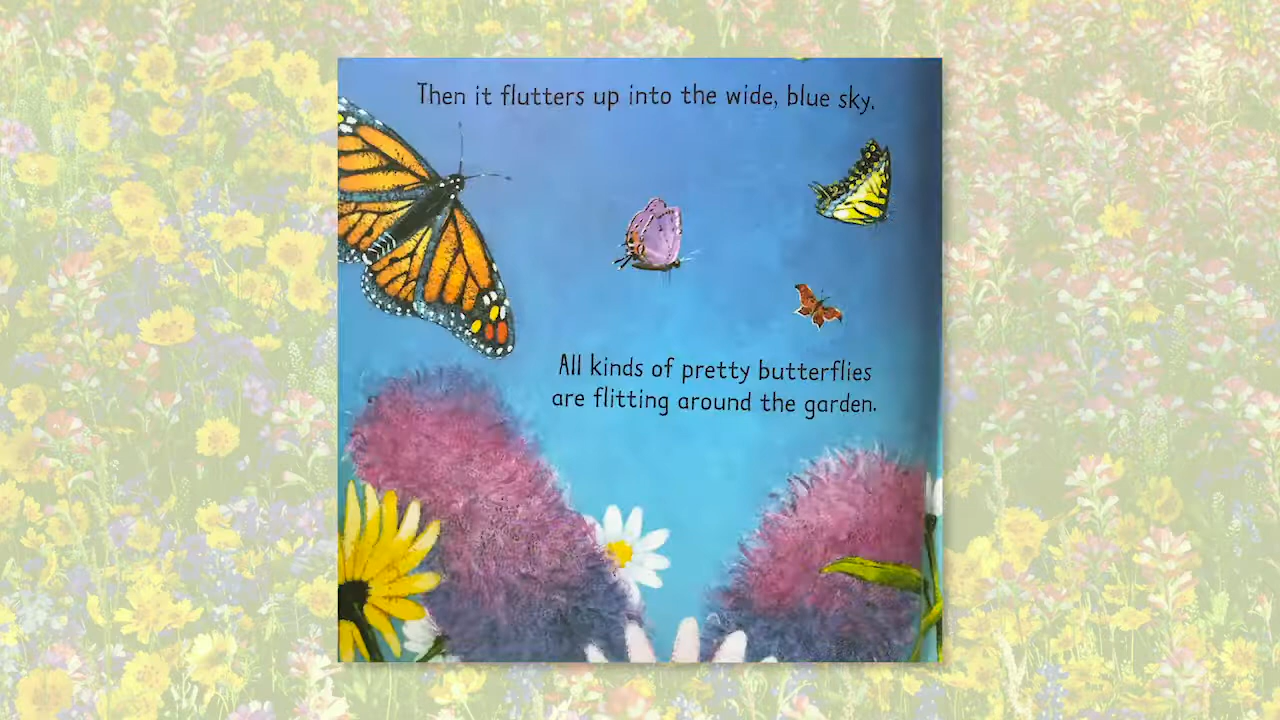 Then it flutters up into the wide, blue sky.
All kinds of pretty butterflies
are flitting around the garden.